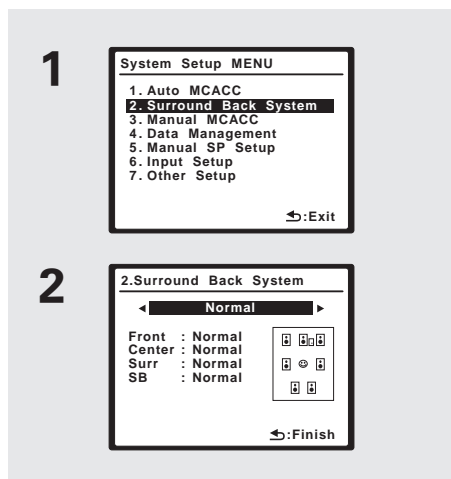 1
System Setup MENU
1. Auto MCACC
2. Surround Back System
3. Manual MCACC
4. Data Management
5. Manual SP Setup
6. Input Setup
7. Other Setup
:Exit
2
2.Surround Back System
Normal
Front : Normal
Center : Normal
Surr : Normal
SB : Normal
:Finish